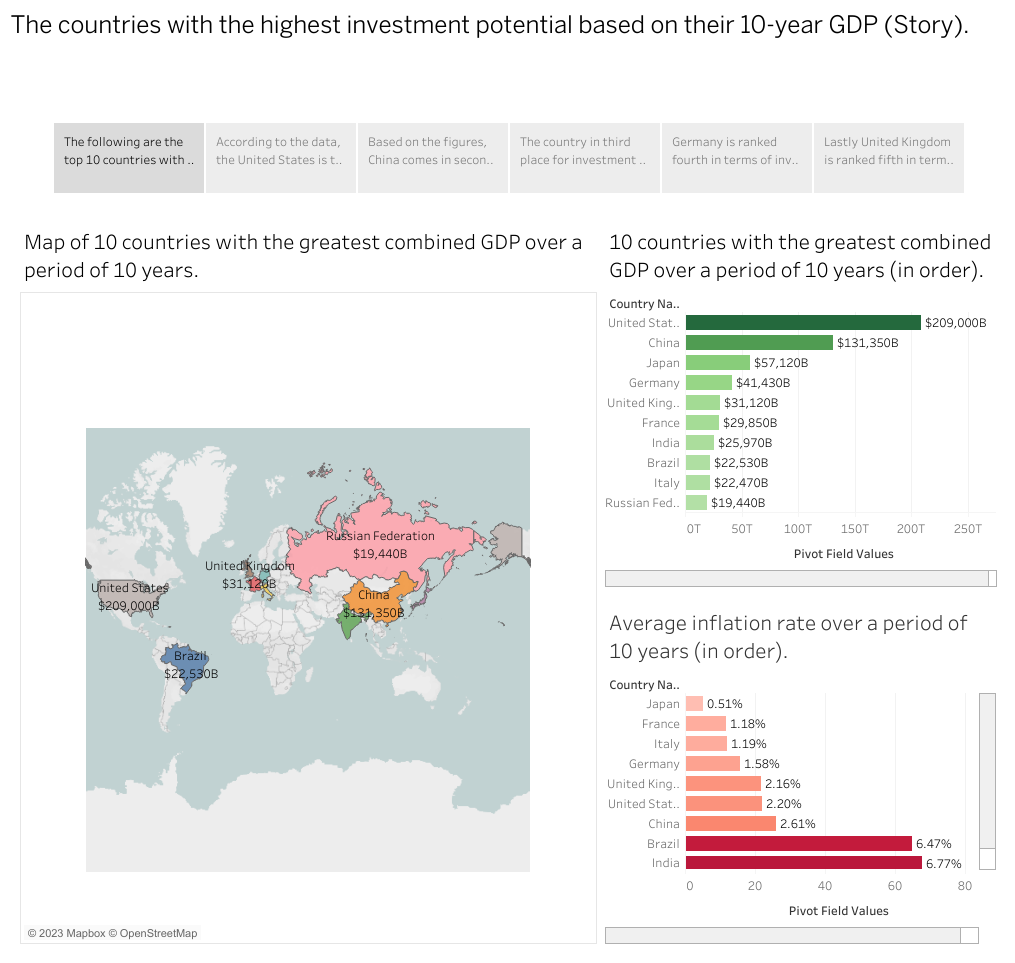 The countries with the highest investment potential based on their 10-year GDP (Story).
The following are the
top 10 countries with ..
According to the data,
the United States is t..
Based on the figures,
China comes in secon..
The country in third
place for investment ..
Germany is ranked
fourth in terms of inv..
Lastly United Kingdom
is ranked fifth in term..
Map of 10 countries with the greatest combined GDP over a
period of 10 years.
Russian Federation
$19,440B
United Kingdom
$31,120B
United States
$209,000B
China
$131,350B
Brazil
$22,530B
© 2023 Mapbox © OpenStreetMap
10 countries with the greatest combined
GDP over a period of 10 years (in order).
Country Na..
United Stat.. $209,000B
China $131,350B
Japan $57,120B
Germany $41,430B
United King.. $31,120B
France $29,850B
India $25,970B
Brazil $22,530B
Italy $22,470B
Russian Fed.. $19,440B
0T 50T 100T 150T 200T 250T
Pivot Field Values
Average inflation rate over a period of
10 years (in order).
Country Na..
Japan 0.51%
France 1.18%
Italy 1.19%
Germany 1.58%
United King.. 2.16%
United Stat.. 2.20%
China 2.61%
Brazil 6.47%
India 6.77%
0 20 40 60 80
Pivot Field Values